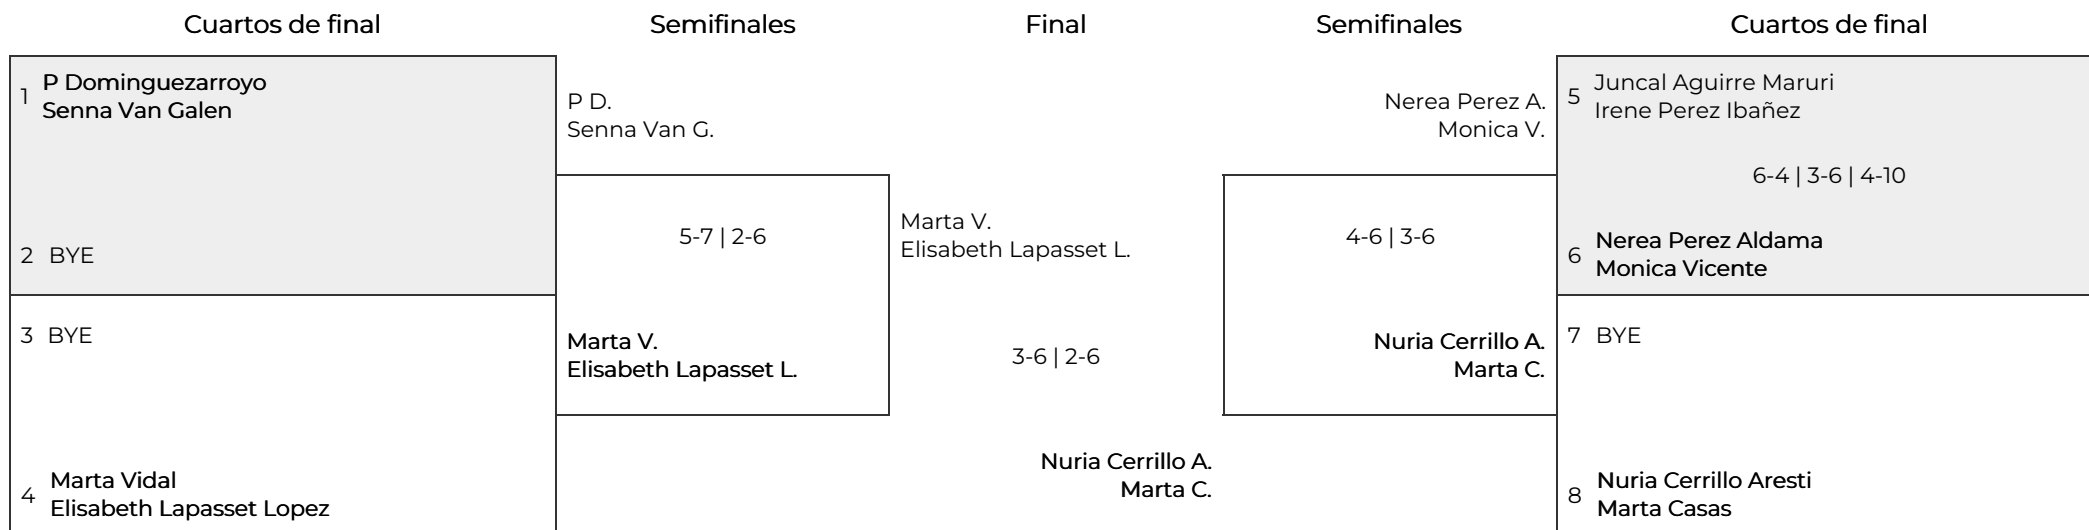 Cuartos de final
Semifinales
Final
Semifinales
Cuartos de final
1
P Dominguezarroyo
Senna Van Galen
2 BYE
3 BYE
4
Marta Vidal
Elisabeth Lapasset Lopez
P D.
Senna Van G.
5-7 | 2-6
Marta V.
Elisabeth Lapasset L.
Marta V.
Elisabeth Lapasset L.
3-6 | 2-6
Nuria Cerrillo A.
Marta C.
Nerea Perez A.
Monica V.
4-6 | 3-6
Nuria Cerrillo A.
Marta C.
5
Juncal Aguirre Maruri
Irene Perez Ibañez
6-4 | 3-6 | 4-10
6
Nerea Perez Aldama
Monica Vicente
7 BYE
8
Nuria Cerrillo Aresti
Marta Casas